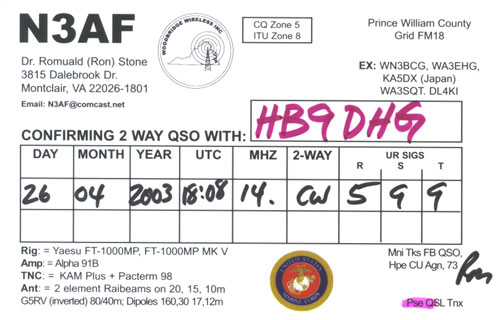 N3AF
WOODBRIDGE WIRELESS INC
CQ Zone 5
ITU Zone 8
Prince William County
Grid FM18
Dr. Romuald (Ron) Stone
3815 Dalebrook Dr.
Montclair, VA 22026-1801
Email: N3AF@comcast.net
EX: WN3BCG, WA3EHG,
KA5DX (Japan)
WA3SQT. DL4KI
CONFIRMING 2 WAY QSO WITH: HB9DHG
DAY MONTH YEAR UTC MHZ 2-WAY UR SIGS
R S T
26 04 2003 18:08 14. CW 5 9 9
Rig: = Yaesu FT-1000MP, FT-1000MP MK V
Amp: = Alpha 91B
TNC: = KAM Plus + Pacterm 98
Ant: = 2 element Raibeams on 20, 15, 10m
G5RV (inverted) 80/40m; Dipoles 160,30 17,12m
Mni Tks FB QSO,
Hpe CU Agn, 73 Ron
Pse QSL Tnx